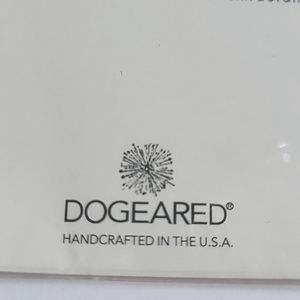 DOGEARED®
HANDCRAFTED IN THE U.S.A.